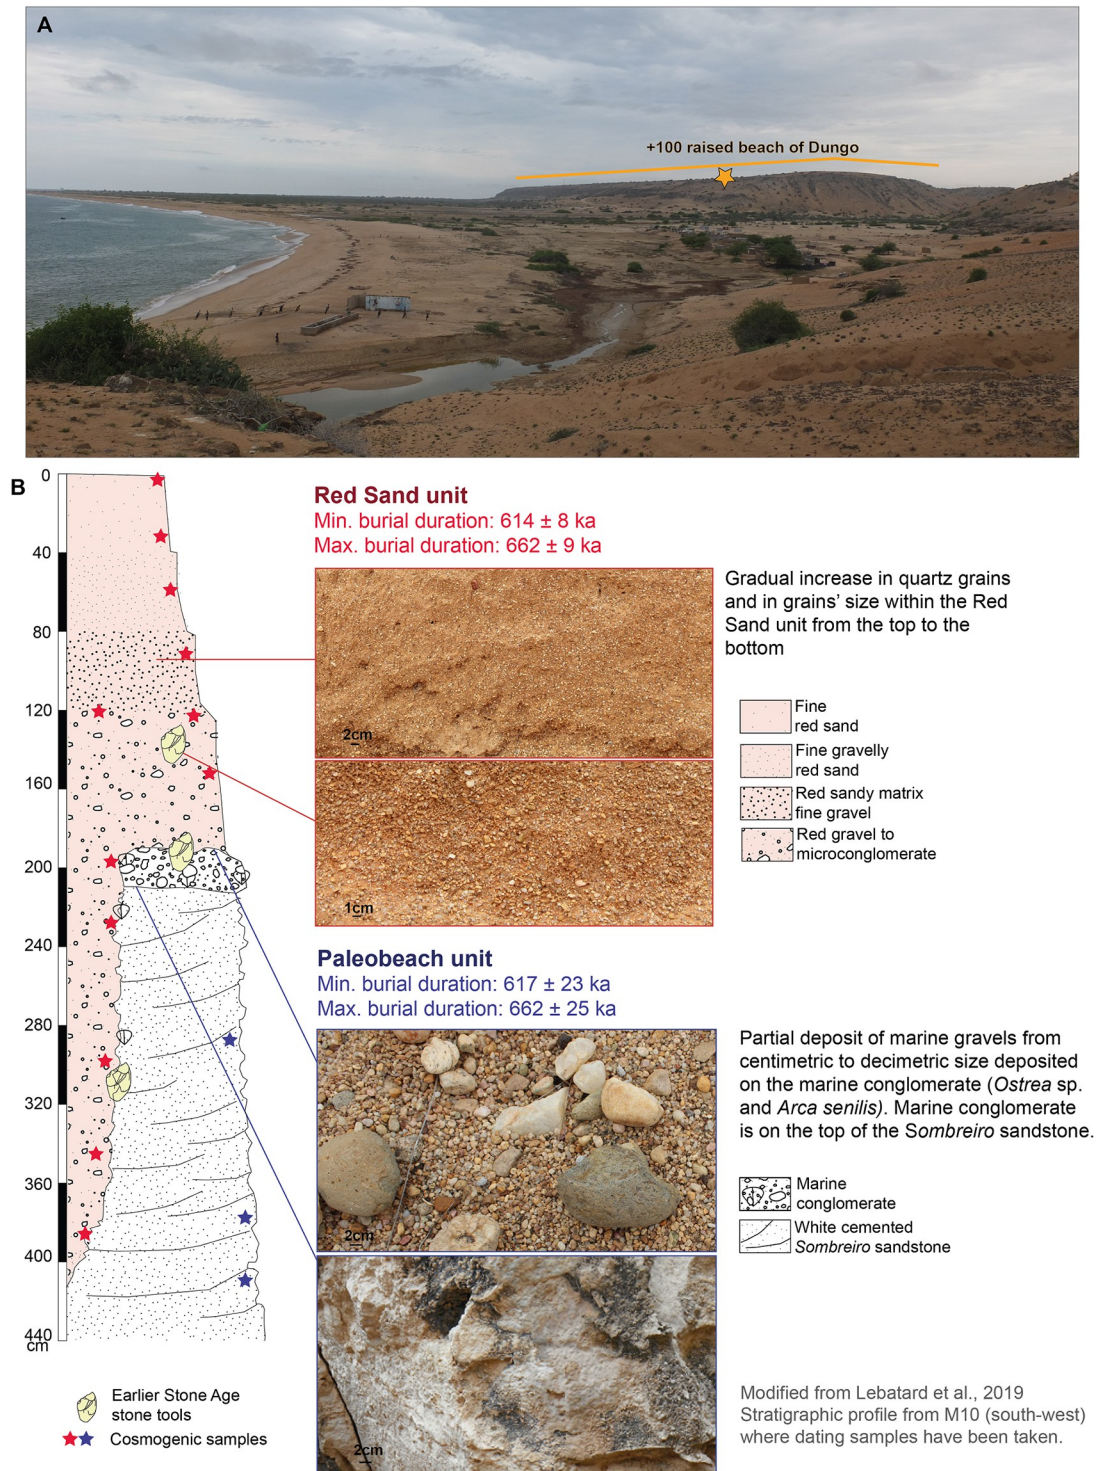 A
+100 raised beach of Dungo
B
0
40
80
120
160
200
240
280
320
360
400
440
cm
Red Sand unit
Min. burial duration: 614 ± 8 ka
Max. burial duration: 662 ± 9 ka
2cm
1cm
Gradual increase in quartz grains
and in grains’ size within the Red
Sand unit from the top to the
bottom
Fine
red sand
Fine gravelly
red sand
Red sandy matrix
fine gravel
Red gravel to
microconglomerate
Paleobeach unit
Min. burial duration: 617 ± 23 ka
Max. burial duration: 662 ± 25 ka
2cm
2cm
Partial deposit of marine gravels from
centimetric to decimetric size deposited
on the marine conglomerate (Ostrea sp.
and Arca senilis). Marine conglomerate
is on the top of the Sombreiro sandstone.
Marine
conglomerate
White cemented
Sombreiro sandstone
Earlier Stone Age
stone tools
Cosmogenic samples
Modified from Lebatard et al., 2019
Stratigraphic profile from M10 (south-west)
where dating samples have been taken.